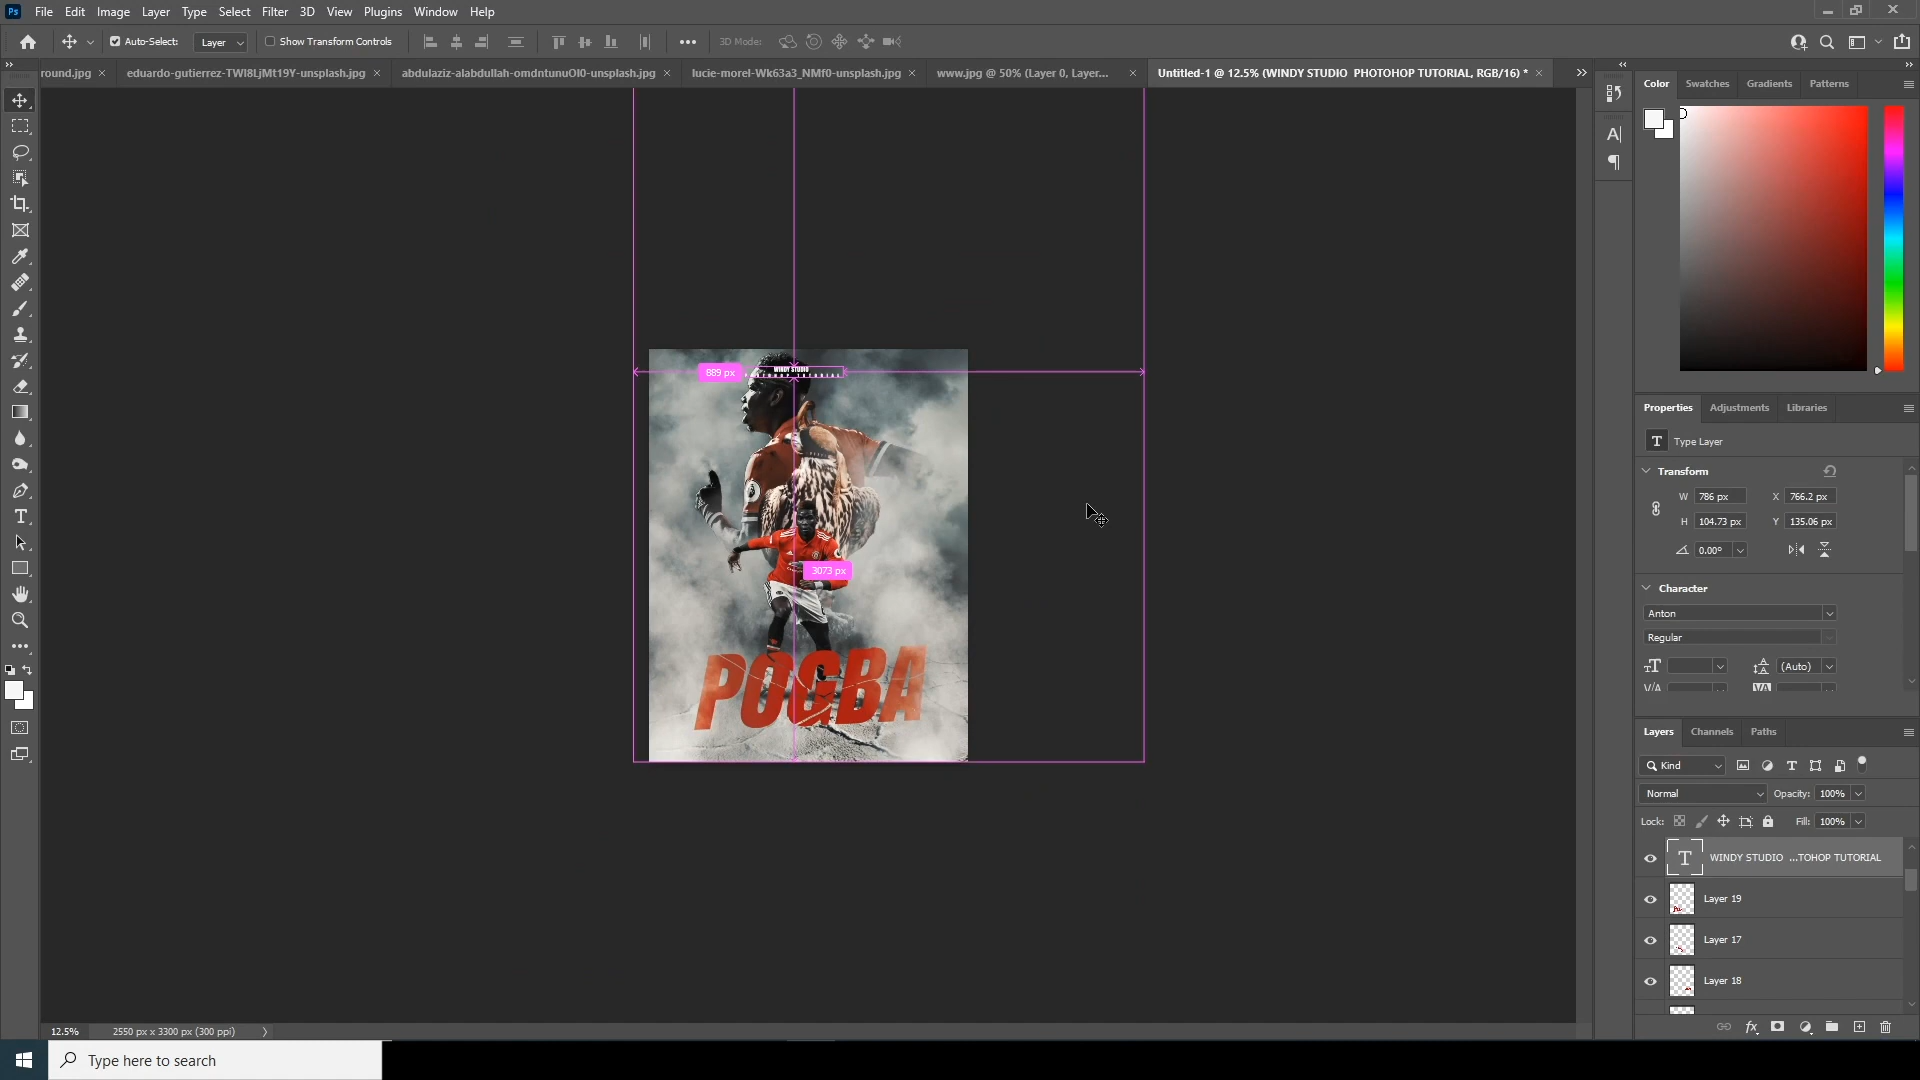 Ps File Edit Image Layer Type Select Filter 3D View Plugins Window Help
Auto-Select: Layer Show Transform Controls 3D Mode:
round.jpg eduardo-gutierrez-TWI8LjMt19Y-unsplash.jpg abdulaziz-alabdullah-omdntunuOI0-unsplash.jpg lucie-morel-Wk63a3_NMf0-unsplash.jpg www.jpg @ 50% (Layer 0, Layer... Untitled-1 @ 12.5% (WINDY STUDIO PHOTOHOP TUTORIAL, RGB/16) *
Color Swatches Gradients Patterns
889 px
WINDY STUDIO
3073 px
POGBA
Properties Adjustments Libraries
T Type Layer
Transform
W 786 px X 766.2 px
H 104.73 px Y 135.06 px
0.00°
Character
Anton
Regular
(Auto)
Layers Channels Paths
Kind
Normal Opacity: 100%
Lock: Fill: 100%
WINDY STUDIO ...TOHOP TUTORIAL
Layer 19
Layer 17
Layer 18
12.5% 2550 px x 3300 px (300 ppi)
Type here to search